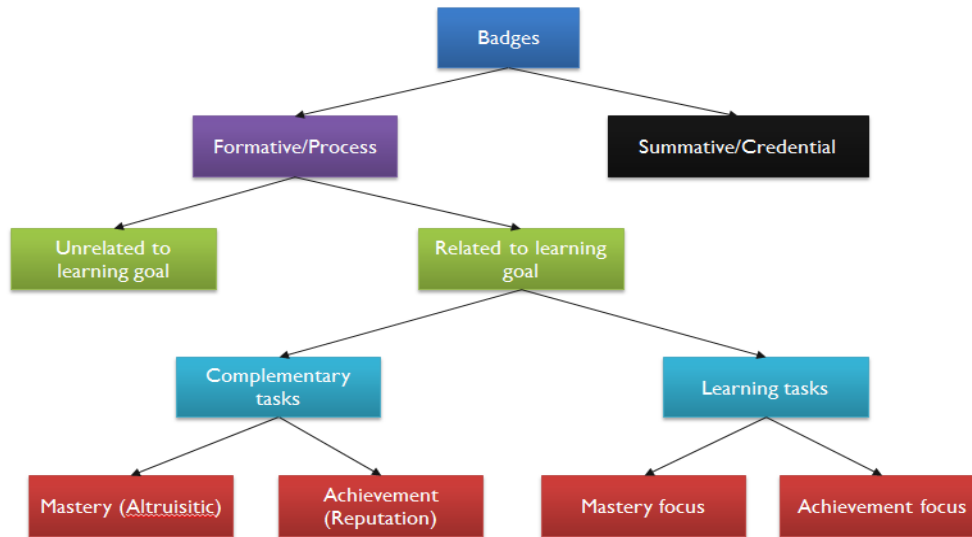 Badges
Formative/Process
Summative/Credential
Unrelated to
learning goal
Related to learning
goal
Complementary
tasks
Learning tasks
Mastery (Altruisitic)
Achievement
(Reputation)
Mastery focus
Achievement focus